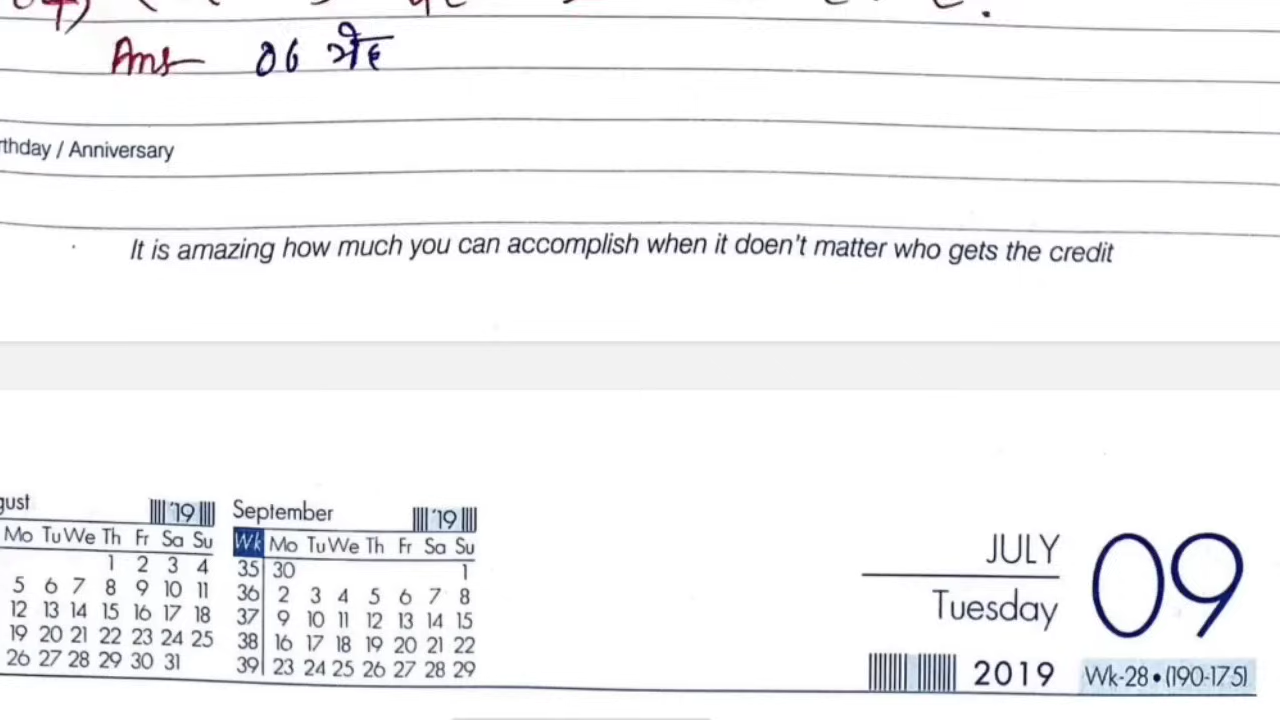 Ans 06 गेंद
rthday / Anniversary
It is amazing how much you can accomplish when it doen't matter who gets the credit
gust '19 September '19
Mo Tu We Th Fr Sa Su Wk Mo Tu We Th Fr Sa Su
1 2 3 4 35 30 1
5 6 7 8 9 10 11 36 2 3 4 5 6 7 8
12 13 14 15 16 17 18 37 9 10 11 12 13 14 15
19 20 21 22 23 24 25 38 16 17 18 19 20 21 22
26 27 28 29 30 31 39 23 24 25 26 27 28 29
JULY 09
Tuesday
2019 Wk-28•(190-175)